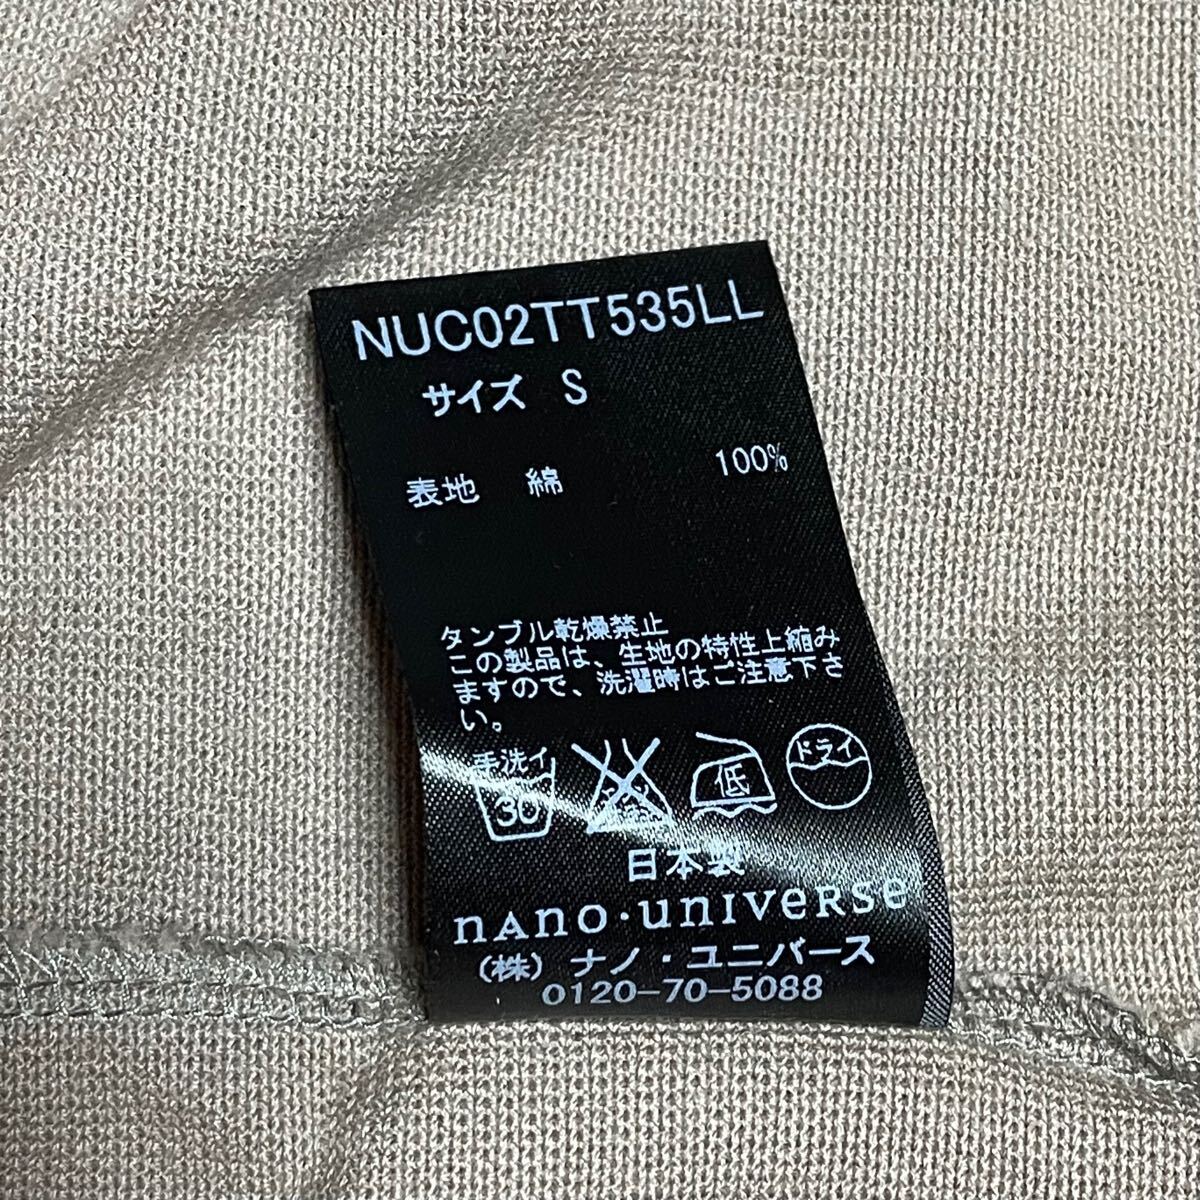 NUC02TT535LL
サイズ S
表地 綿 100%
タンブル乾燥禁止
この製品は、生地の特性上縮み
ますので、洗濯時はご注意下さ
い。
手洗イ 30 低 ドライ
日本製
nAno・universe
(株) ナノ・ユニバース
0120-70-5088